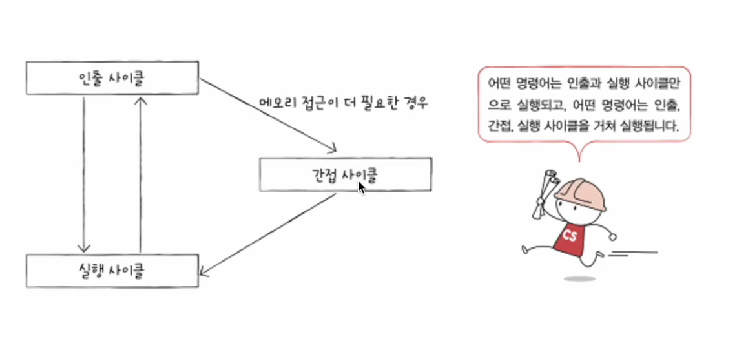 인출 사이클
메모리 접근이 더 필요한 경우
간접 사이클
실행 사이클
어떤 명령어는 인출과 실행 사이클만
으로 실행되고, 어떤 명령어는 인출,
간접, 실행 사이클을 거쳐 실행됩니다.
CS